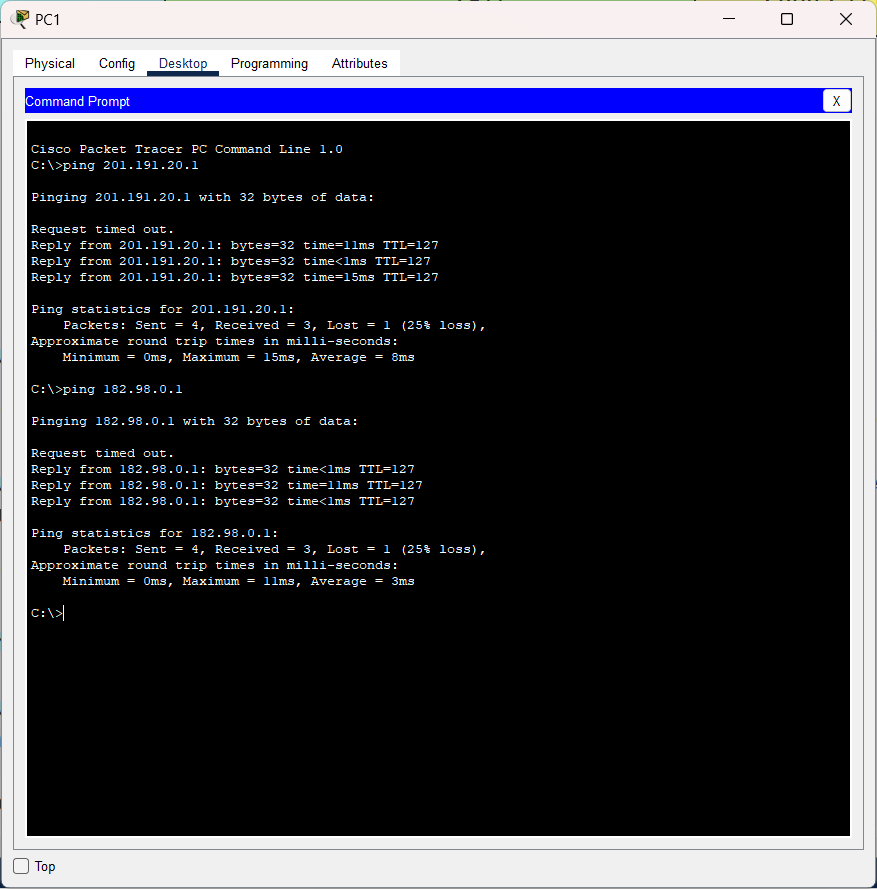 PC1
Physical Config Desktop Programming Attributes
Command Prompt X
Cisco Packet Tracer PC Command Line 1.0
C:\>ping 201.191.20.1
Pinging 201.191.20.1 with 32 bytes of data:
Request timed out.
Reply from 201.191.20.1: bytes=32 time=11ms TTL=127
Reply from 201.191.20.1: bytes=32 time<1ms TTL=127
Reply from 201.191.20.1: bytes=32 time=15ms TTL=127
Ping statistics for 201.191.20.1:
Packets: Sent = 4, Received = 3, Lost = 1 (25% loss),
Approximate round trip times in milli-seconds:
Minimum = 0ms, Maximum = 15ms, Average = 8ms
C:\>ping 182.98.0.1
Pinging 182.98.0.1 with 32 bytes of data:
Request timed out.
Reply from 182.98.0.1: bytes=32 time<1ms TTL=127
Reply from 182.98.0.1: bytes=32 time=11ms TTL=127
Reply from 182.98.0.1: bytes=32 time<1ms TTL=127
Ping statistics for 182.98.0.1:
Packets: Sent = 4, Received = 3, Lost = 1 (25% loss),
Approximate round trip times in milli-seconds:
Minimum = 0ms, Maximum = 11ms, Average = 3ms
C:\>
Top